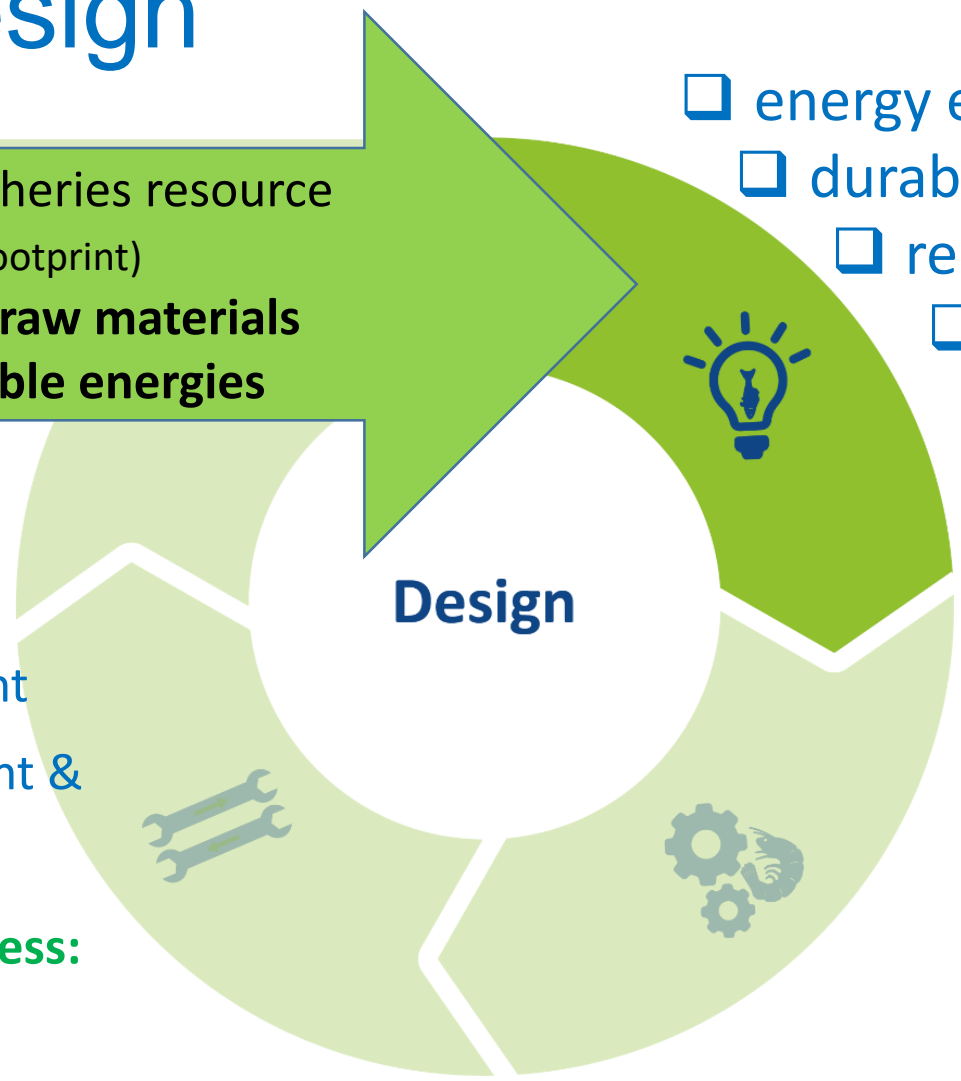 esign
energy e
durab
re
heries resource
ootprint)
raw materials
ble energies
Design
nt
nt &
ess: